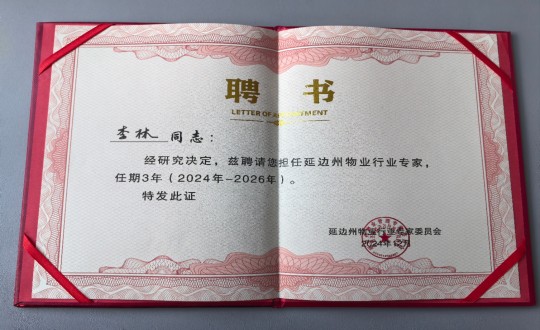 聘书
LETTER OF APPOINTMENT
李林 同志：
经研究决定，兹聘请您担任延边州物业行业专家，
任期3年（2024年-2026年）。
特发此证
延边州物业行业专家委员会
2024年12月